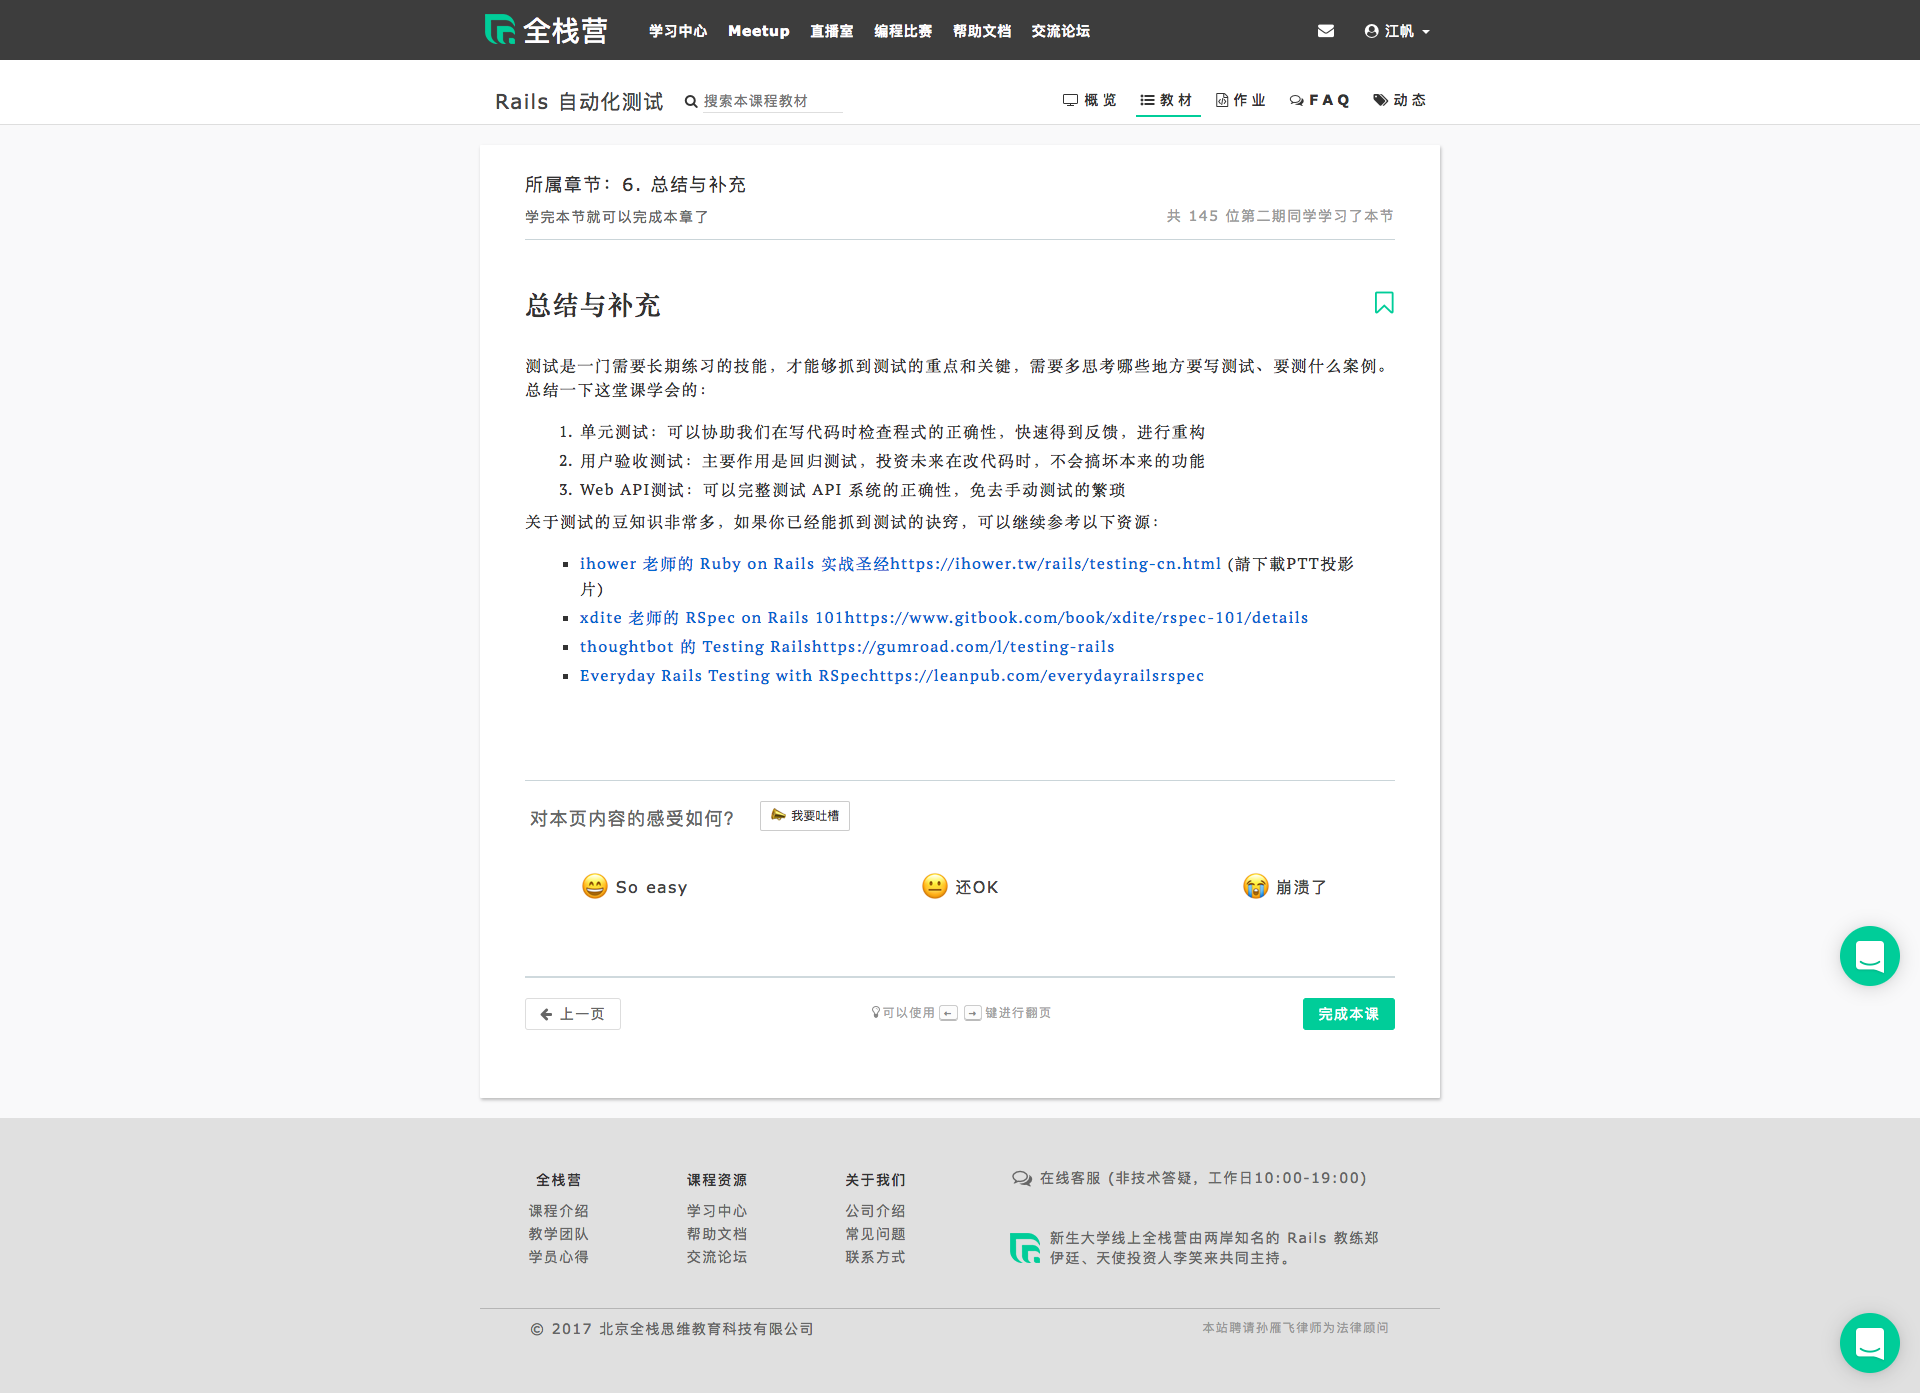 全栈营
学习中心 Meetup 直播室 编程比赛 帮助文档 交流论坛
江帆
Rails 自动化测试
搜索本课程教材
概览 教材 作业 FAQ 动态
所属章节：6. 总结与补充
学完本节就可以完成本章了
共 145 位第二期同学学习了本节
总结与补充
测试是一门需要长期练习的技能，才能够抓到测试的重点和关键，需要多思考哪些地方要写测试、要测什么案例。
总结一下这堂课学会的：
1. 单元测试：可以协助我们在写代码时检查程式的正确性，快速得到反馈，进行重构
2. 用户验收测试：主要作用是回归测试，投资未来在改代码时，不会搞坏本来的功能
3. Web API测试：可以完整测试 API 系统的正确性，免去手动测试的繁琐
关于测试的豆知识非常多，如果你已经能抓到测试的诀窍，可以继续参考以下资源：
ihower 老师的 Ruby on Rails 实战圣经https://ihower.tw/rails/testing-cn.html (請下載PTT投影
片)
xdite 老师的 RSpec on Rails 101https://www.gitbook.com/book/xdite/rspec-101/details
thoughtbot 的 Testing Railshttps://gumroad.com/l/testing-rails
Everyday Rails Testing with RSpechttps://leanpub.com/everydayrailsrspec
对本页内容的感受如何?
我要吐槽
So easy
还OK
崩溃了
← 上一页
可以使用 ← → 键进行翻页
完成本课
全栈营
课程介绍
教学团队
学员心得
课程资源
学习中心
帮助文档
交流论坛
关于我们
公司介绍
常见问题
联系方式
在线客服 (非技术答疑，工作日10:00-19:00)
新生大学线上全栈营由两岸知名的 Rails 教练郑
伊廷、天使投资人李笑来共同主持。
© 2017 北京全栈思维教育科技有限公司
本站聘请孙雁飞律师为法律顾问